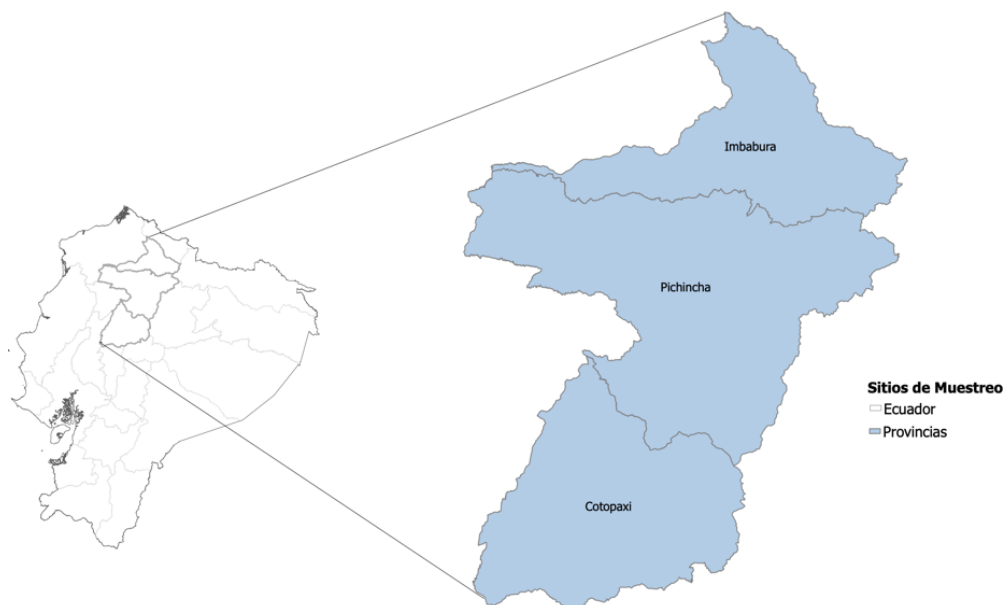 Imbabura
Pichincha
Sitios de Muestreo
Ecuador
Provincias
Cotopaxi